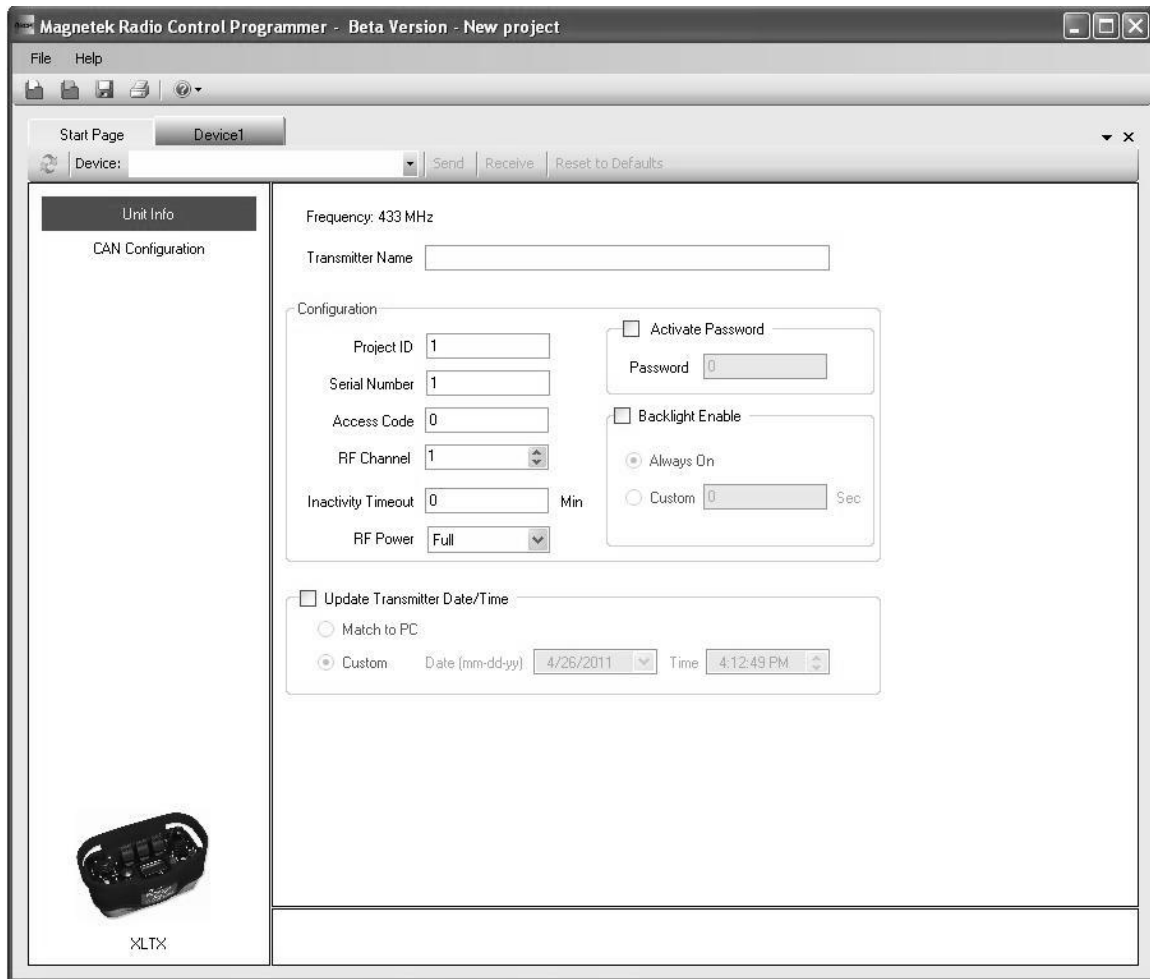 Magnetek Radio Control Programmer - Beta Version - New project
File Help
Start Page Device1
Device: Send Receive Reset to Defaults
Unit Info
CAN Configuration
Frequency: 433 MHz
Transmitter Name
Configuration
Project ID 1
Serial Number 1
Access Code 0
RF Channel 1
Inactivity Timeout 0 Min
RF Power Full
Activate Password
Password 0
Backlight Enable
Always On
Custom 0 Sec
Update Transmitter Date/Time
Match to PC
Custom Date (mm-dd-yy) 4/26/2011 Time 4:12:49 PM
XLTX